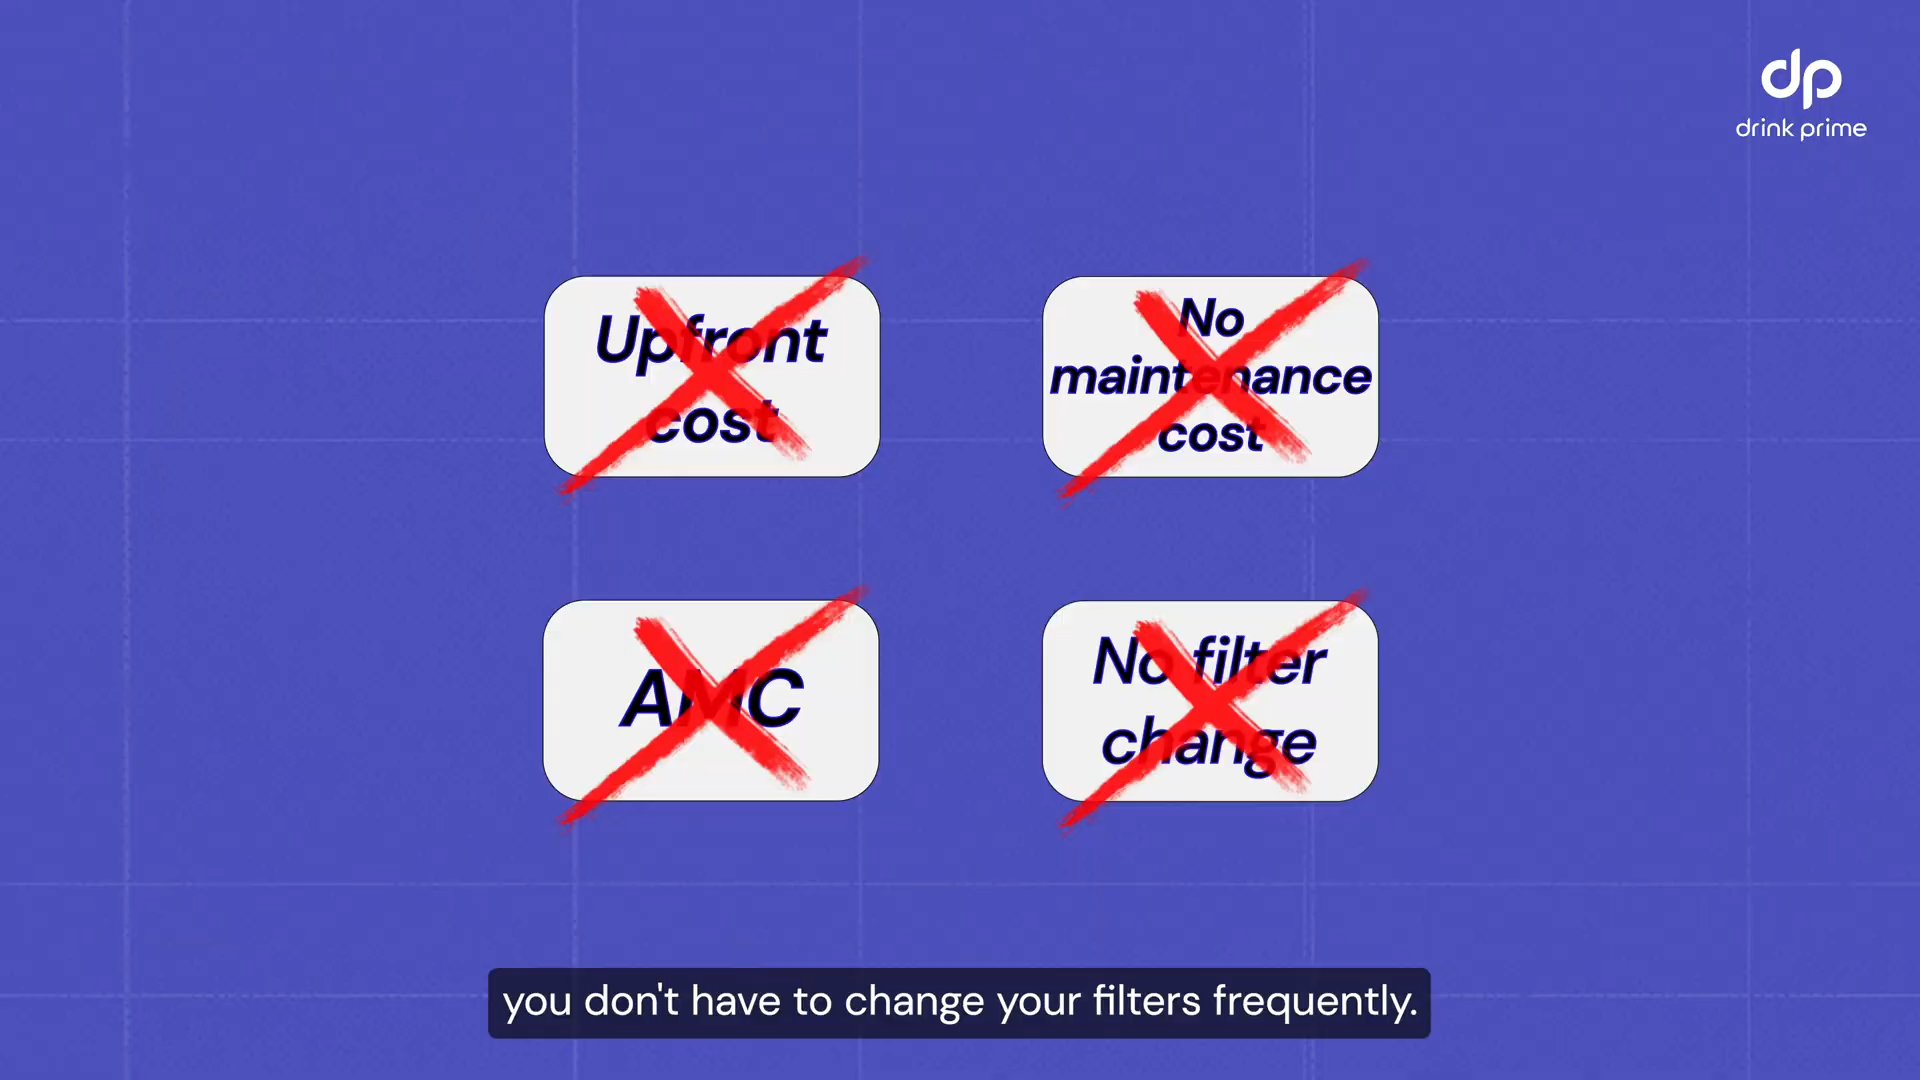 dp
drink prime
Upfront
cost
No
maintenance
cost
AMC
No filter
change
you don't have to change your filters frequently.